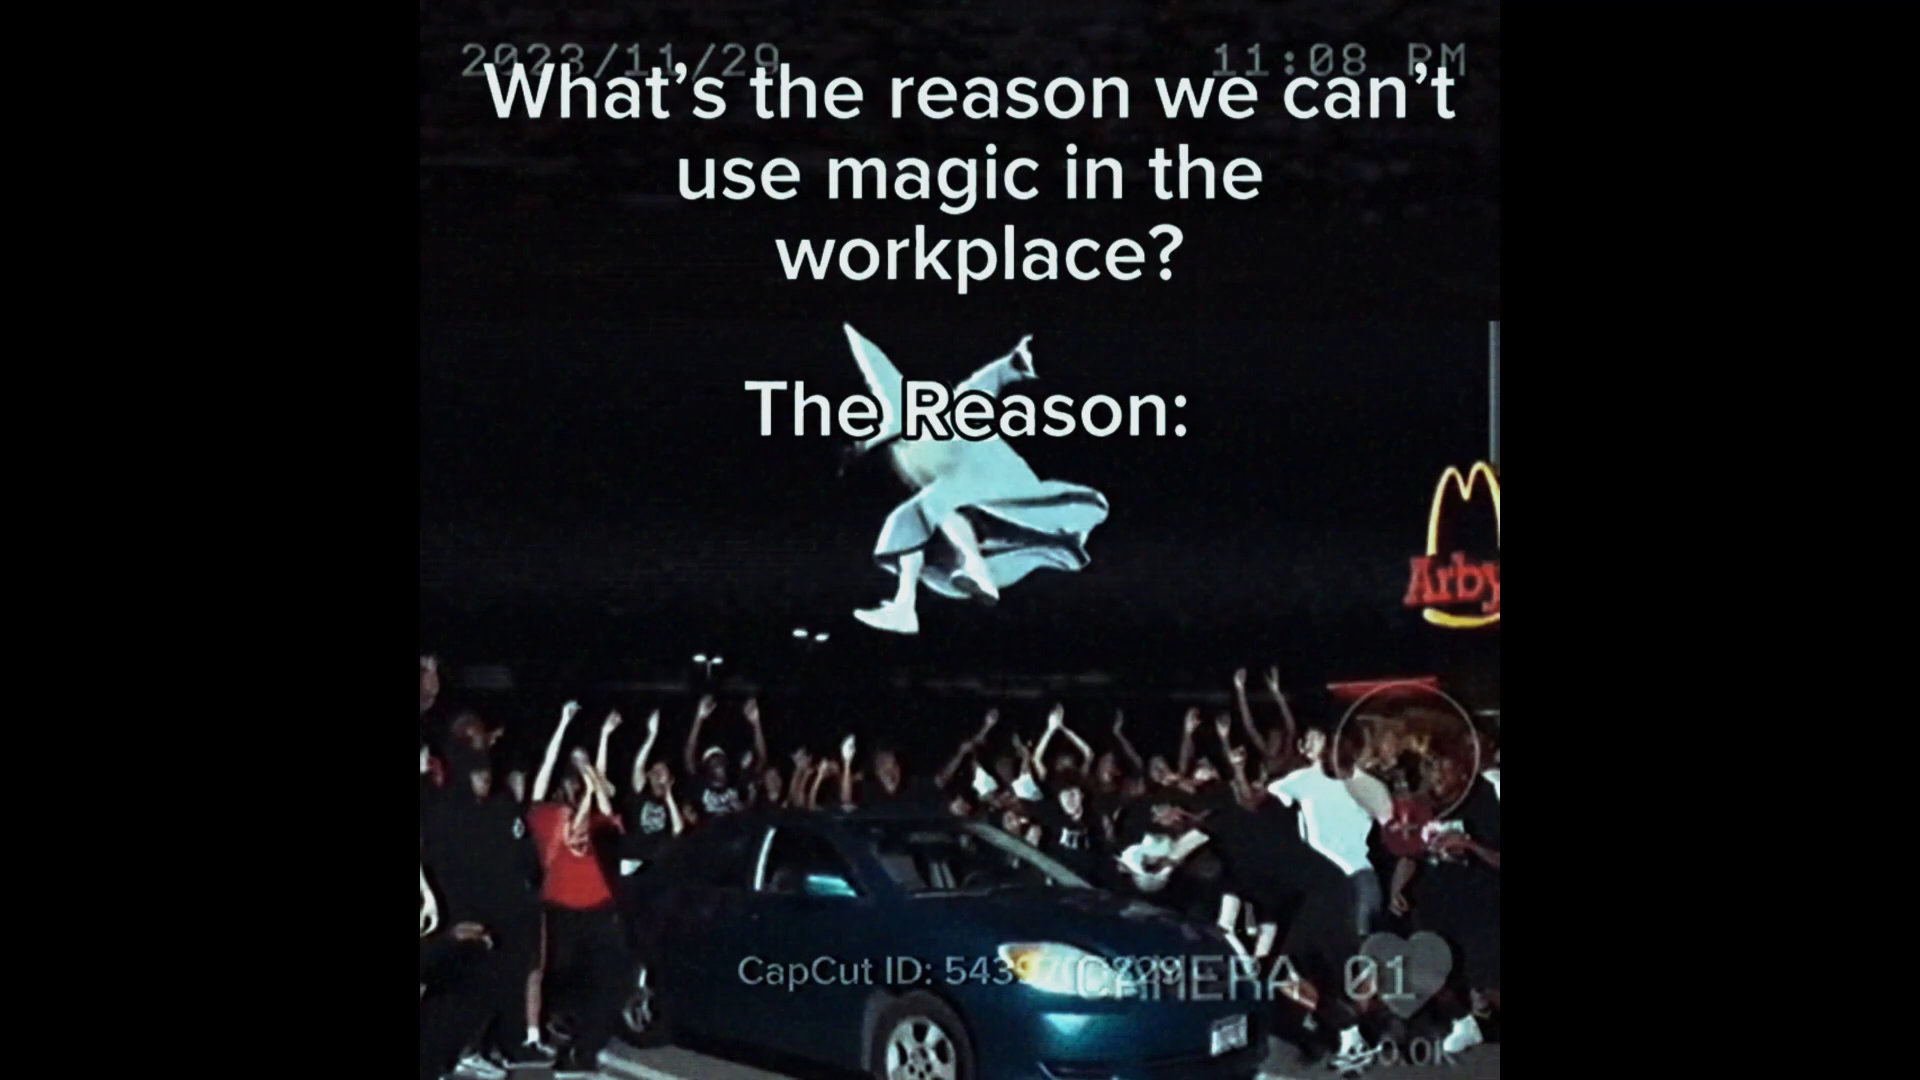 2023/11/29 11:08 PM
What's the reason we can't
use magic in the
workplace?
The Reason:
Arby
CapCut ID:
CAMERA 01